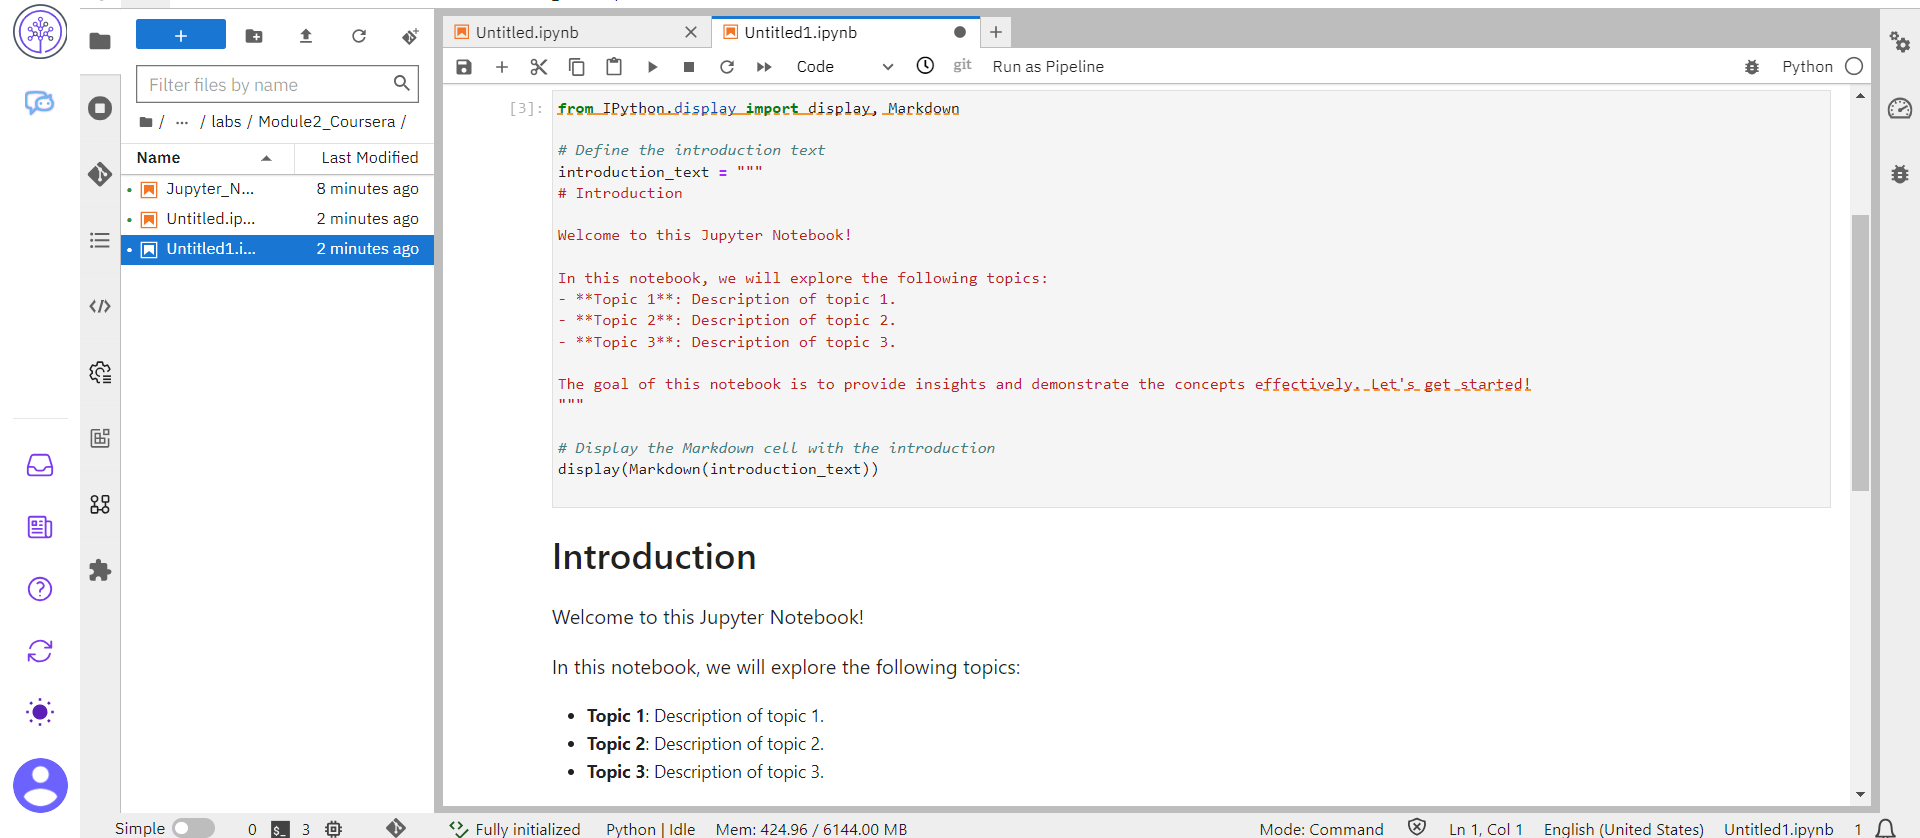 Untitled.ipynb
Untitled1.ipynb
Code
git
Run as Pipeline
Python
Filter files by name
/ ... / labs / Module2_Coursera /
Name
Last Modified
Jupyter_N... 8 minutes ago
Untitled.ip... 2 minutes ago
Untitled1.i... 2 minutes ago
[3]:
from IPython.display import display, Markdown
# Define the introduction text
introduction_text = """
# Introduction
Welcome to this Jupyter Notebook!
In this notebook, we will explore the following topics:
- **Topic 1**: Description of topic 1.
- **Topic 2**: Description of topic 2.
- **Topic 3**: Description of topic 3.
The goal of this notebook is to provide insights and demonstrate the concepts effectively. Let's get started!
"""
# Display the Markdown cell with the introduction
display(Markdown(introduction_text))
Introduction
Welcome to this Jupyter Notebook!
In this notebook, we will explore the following topics:
• Topic 1: Description of topic 1.
• Topic 2: Description of topic 2.
• Topic 3: Description of topic 3.
Simple 0 $_ 3 Fully initialized Python | Idle Mem: 424.96 / 6144.00 MB Mode: Command Ln 1, Col 1 English (United States) Untitled1.ipynb 1